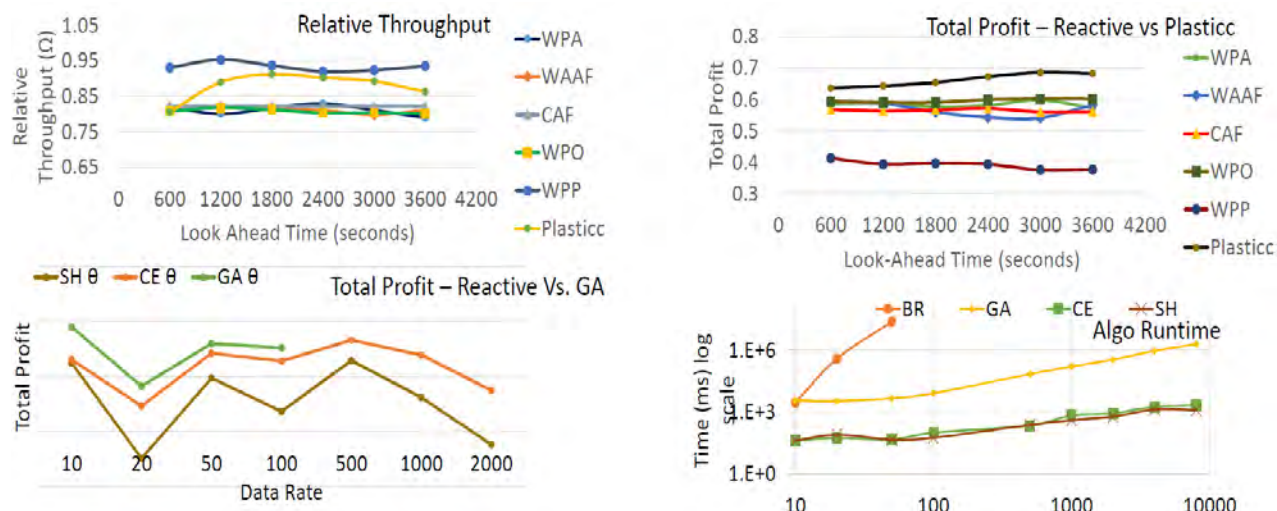 Relative Throughput
1.05
0.95
0.85
0.75
0.65
Relative
Throughput (Ω)
0 600 1200 1800 2400 3000 3600 4200
Look Ahead Time (seconds)
WPA
WAAF
CAF
WPO
WPP
Plasticc
Total Profit – Reactive vs Plasticc
0.8
0.7
0.6
0.5
0.4
0.3
Total Profit
0 600 1200 1800 2400 3000 3600 4200
Look-Ahead Time (seconds)
WPA
WAAF
CAF
WPO
WPP
Plasticc
SH θ CE θ GA θ
Total Profit – Reactive Vs. GA
Total Profit
10 20 50 100 500 1000 2000
Data Rate
BR GA CE SH
Algo Runtime
Time (ms) log
scale
1.E+6
1.E+3
1.E+0
10 100 1000 10000